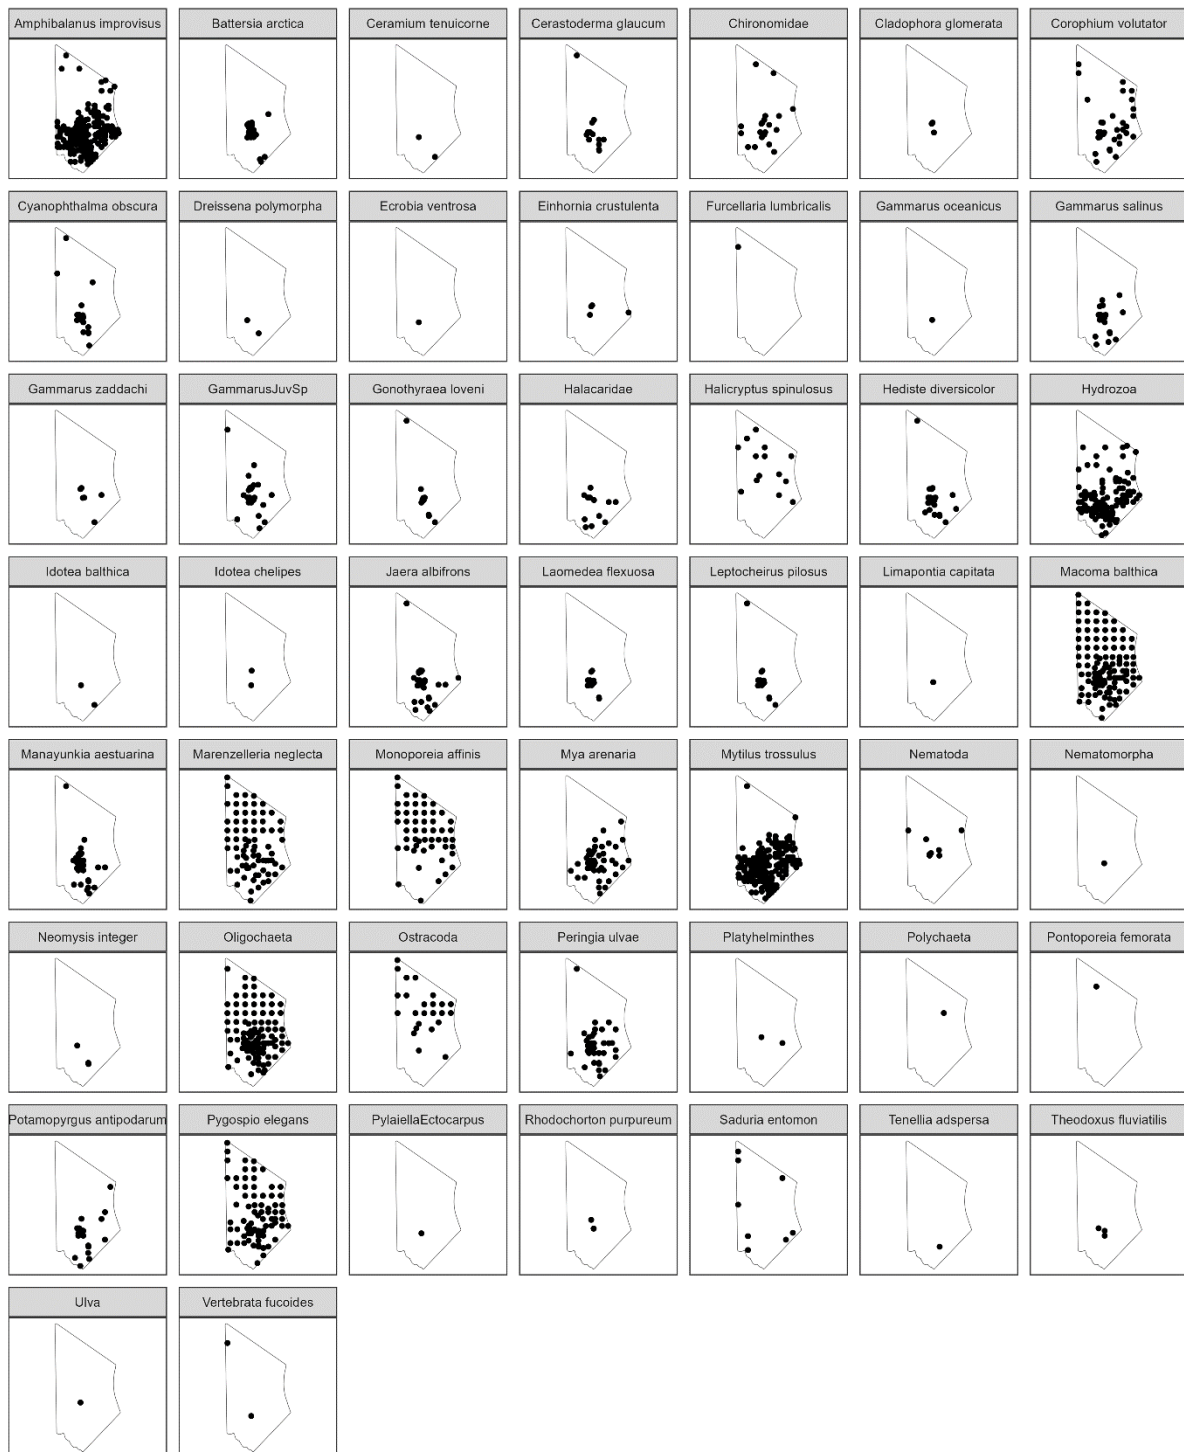 Amphibalanus improvisus
Battersia arctica
Ceramium tenuicorne
Cerastoderma glaucum
Chironomidae
Cladophora glomerata
Corophium volutator
Cyanophthalma obscura
Dreissena polymorpha
Ecrobia ventrosa
Einhornia crustulenta
Furcellaria lumbricalis
Gammarus oceanicus
Gammarus salinus
Gammarus zaddachi
GammarusJuvSp
Gonothyraea loveni
Halacaridae
Halicryptus spinulosus
Hediste diversicolor
Hydrozoa
Idotea balthica
Idotea chelipes
Jaera albifrons
Laomedea flexuosa
Leptocheirus pilosus
Limapontia capitata
Macoma balthica
Manayunkia aestuarina
Marenzelleria neglecta
Monoporeia affinis
Mya arenaria
Mytilus trossulus
Nematoda
Nematomorpha
Neomysis integer
Oligochaeta
Ostracoda
Peringia ulvae
Platyhelminthes
Polychaeta
Pontoporeia femorata
Potamopyrgus antipodarum
Pygospio elegans
PylaiellaEctocarpus
Rhodochorton purpureum
Saduria entomon
Tenellia adspersa
Theodoxus fluviatilis
Ulva
Vertebrata fucoides